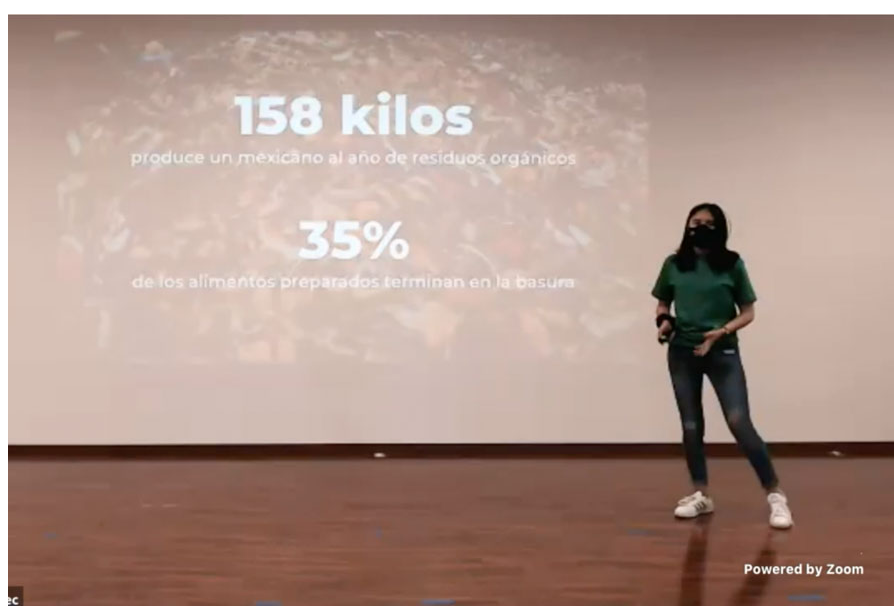 158 kilos
produce un mexicano al año de residuos orgánicos
35%
de los alimentos preparados terminan en la basura
Powered by Zoom
ec